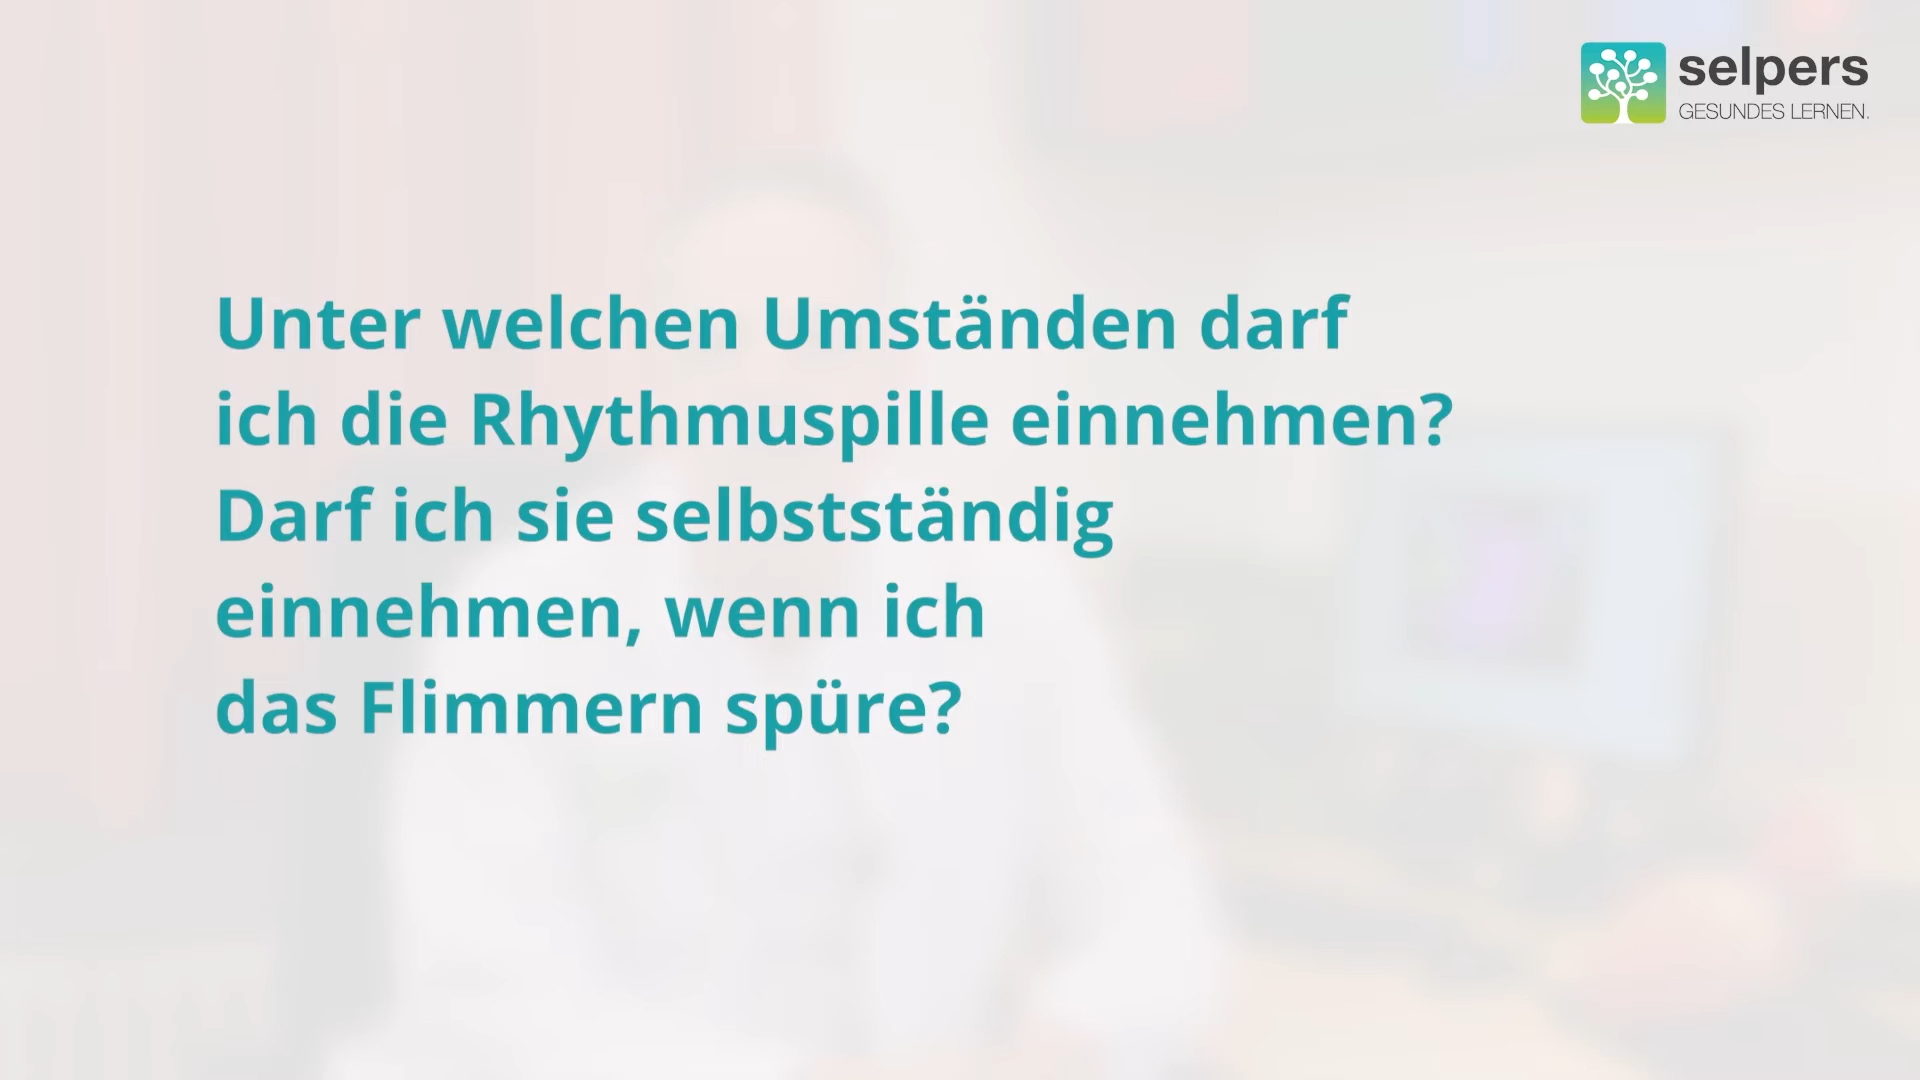 selpers
GESUNDES LERNEN.
Unter welchen Umständen darf
ich die Rhythmuspille einnehmen?
Darf ich sie selbstständig
einnehmen, wenn ich
das Flimmern spüre?